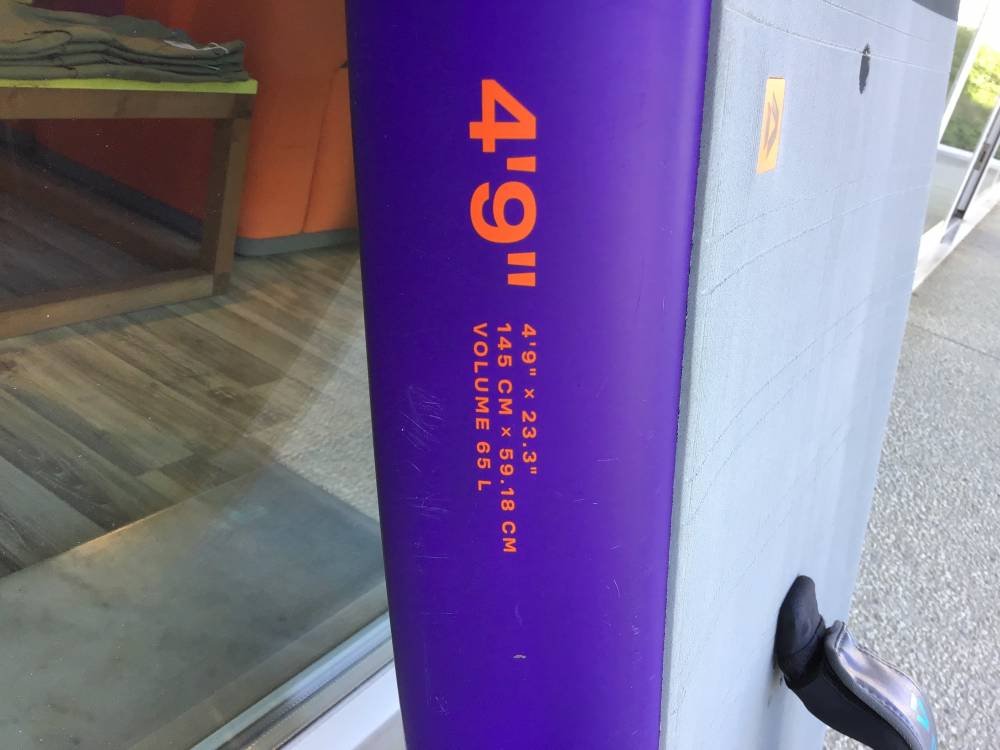 4'9"
4'9" × 23.3"
145 CM × 59.18 CM
VOLUME 65 L